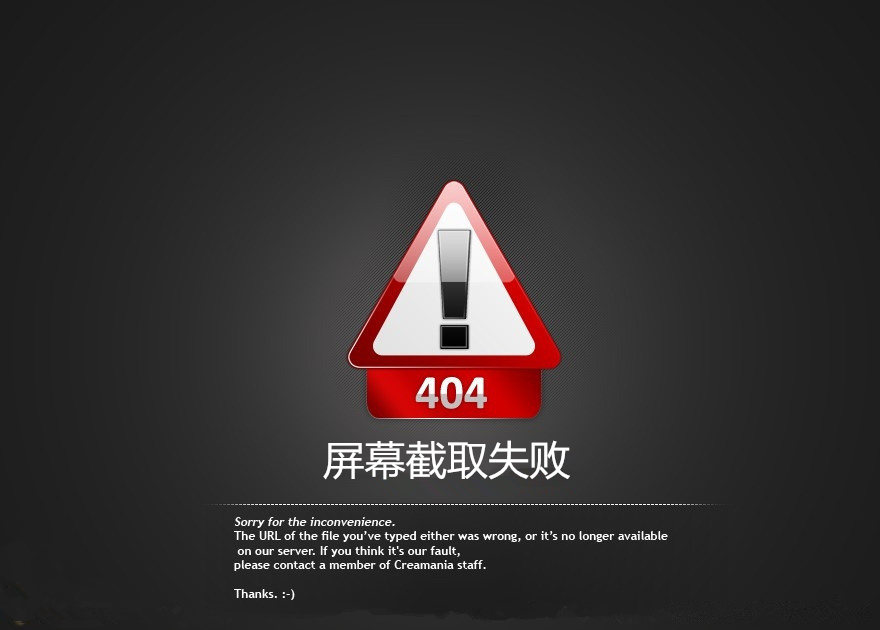 404
屏幕截取失败
Sorry for the inconvenience.
The URL of the file you’ve typed either was wrong, or it’s no longer available
on our server. If you think it's our fault,
please contact a member of Creamania staff.
Thanks. :-)